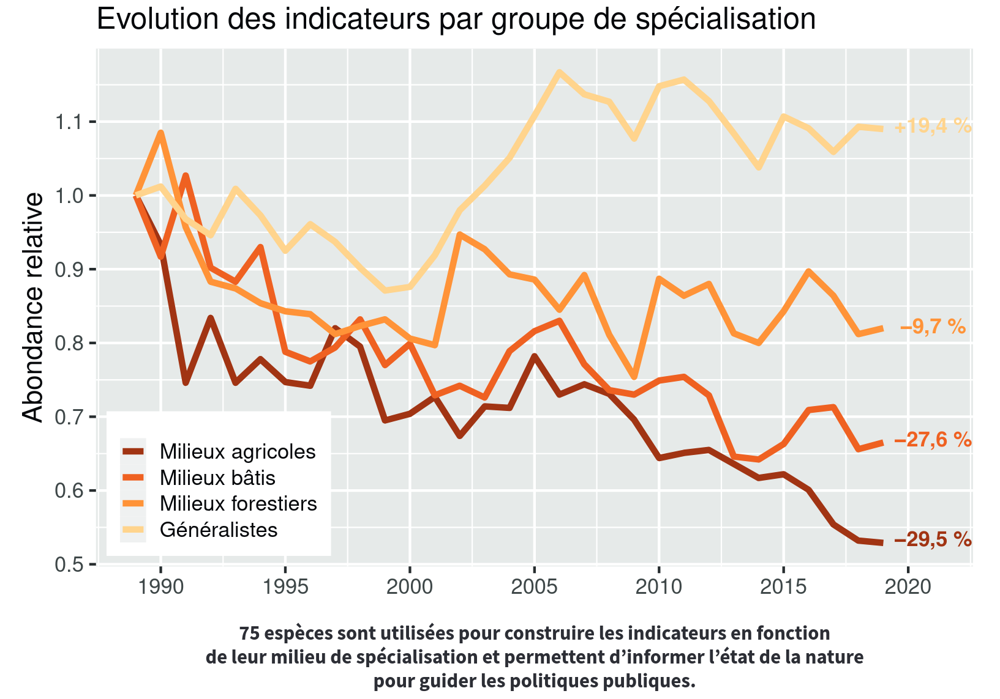 Evolution des indicateurs par groupe de spécialisation
Abondance relative
1.1
1.0
0.9
0.8
0.7
0.6
0.5
+19,4 %
−9,7 %
−27,6 %
−29,5 %
Milieux agricoles
Milieux bâtis
Milieux forestiers
Généralistes
1990 1995 2000 2005 2010 2015 2020
75 espèces sont utilisées pour construire les indicateurs en fonction
de leur milieu de spécialisation et permettent d’informer l’état de la nature
pour guider les politiques publiques.